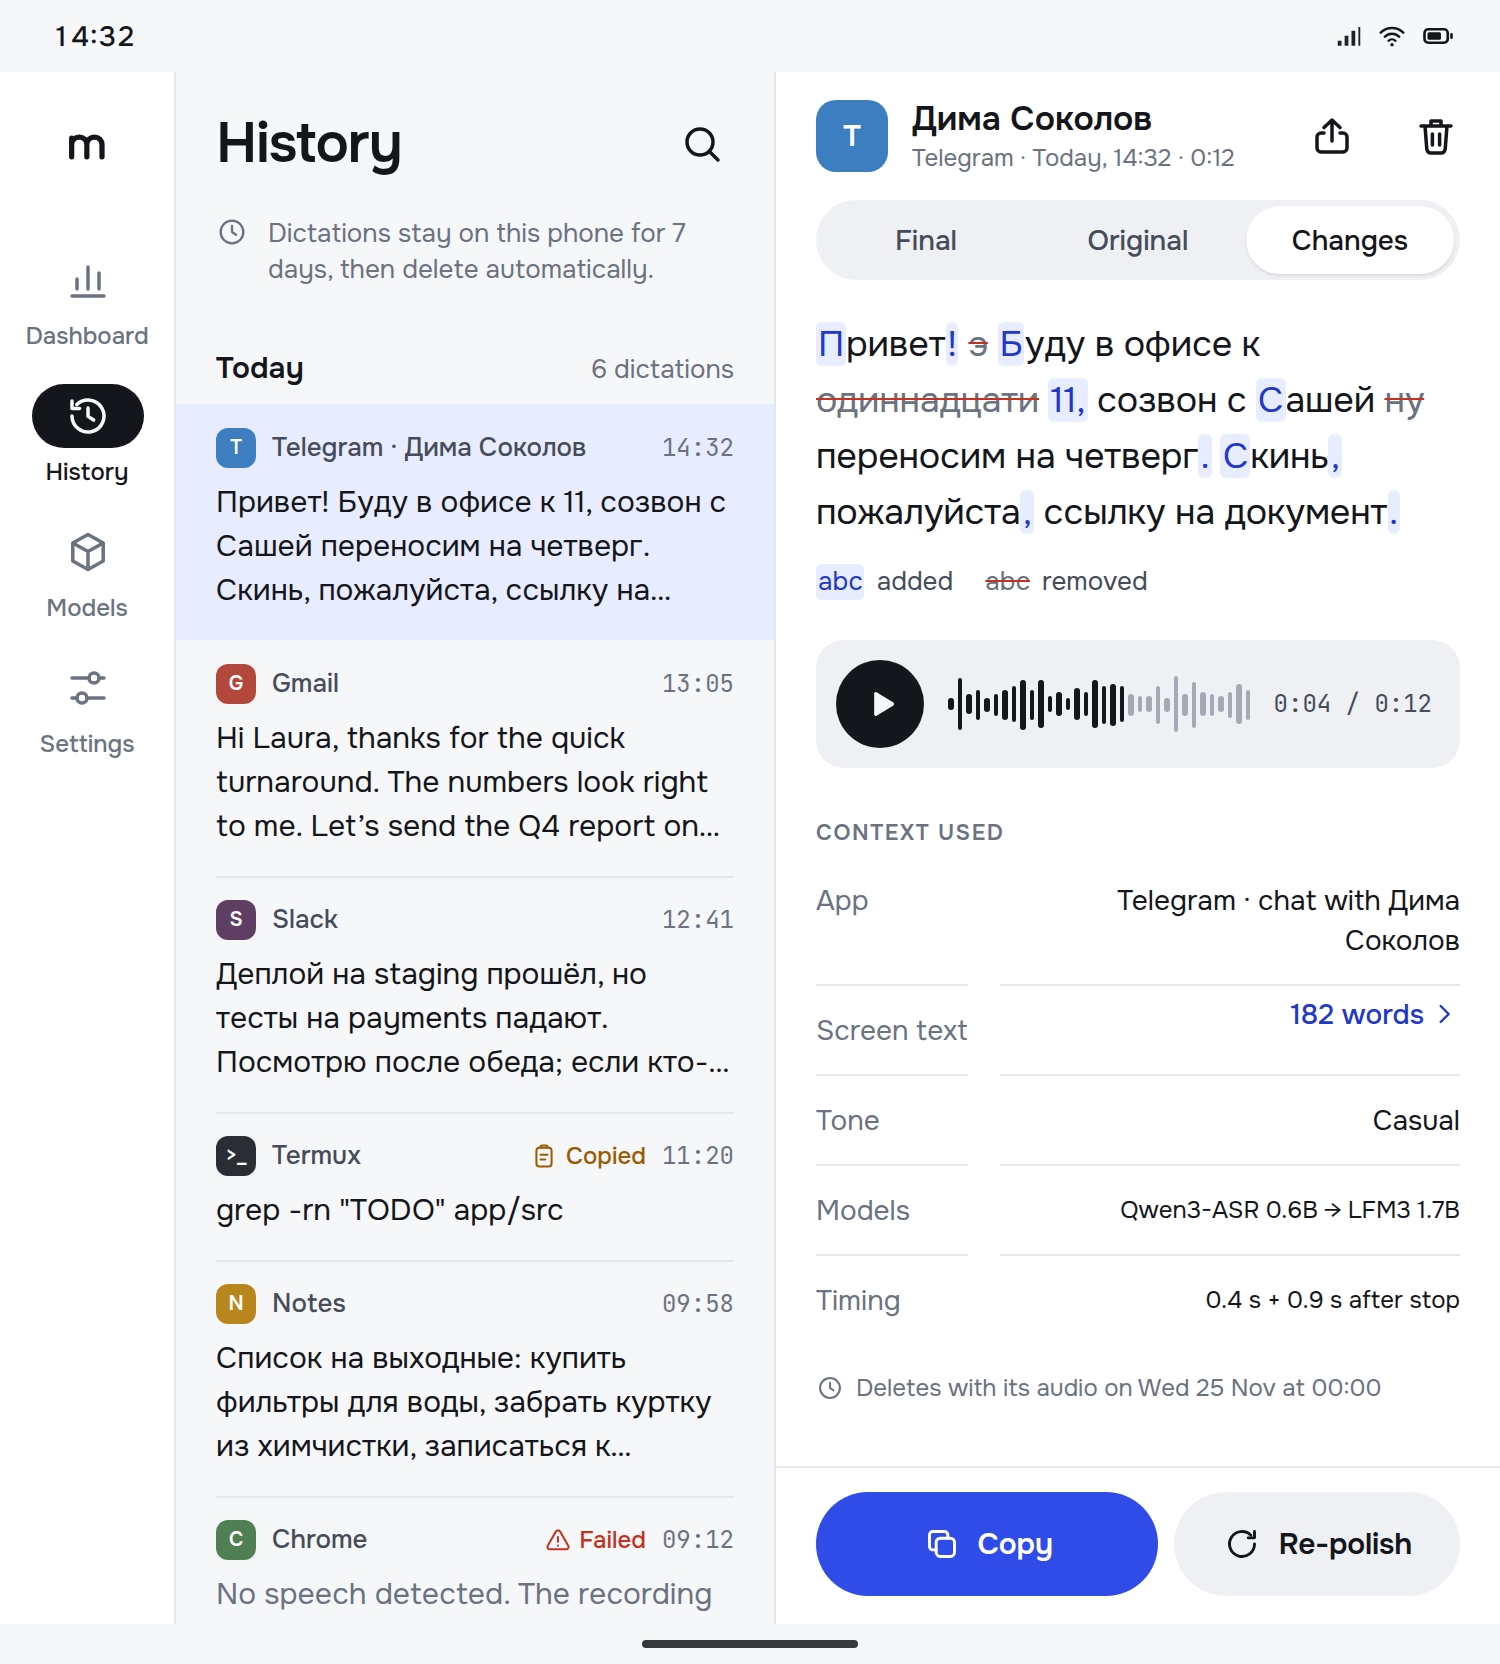 14:32
m
Dashboard
History
Models
Settings
History
Dictations stay on this phone for 7
days, then delete automatically.
Today
6 dictations
T
Telegram · Дима Соколов
14:32
Привет! Буду в офисе к 11, созвон с
Сашей переносим на четверг.
Скинь, пожалуйста, ссылку на...
G
Gmail
13:05
Hi Laura, thanks for the quick
turnaround. The numbers look right
to me. Let’s send the Q4 report on...
S
Slack
12:41
Деплой на staging прошёл, но
тесты на payments падают.
Посмотрю после обеда; если кто-...
>_
Termux
Copied
11:20
grep -rn "TODO" app/src
N
Notes
09:58
Список на выходные: купить
фильтры для воды, забрать куртку
из химчистки, записаться к...
C
Chrome
Failed
09:12
No speech detected. The recording
T
Дима Соколов
Telegram · Today, 14:32 · 0:12
Final
Original
Changes
Привет! э Буду в офисе к
одиннадцати 11, созвон с Сашей ну
переносим на четверг. Скинь,
пожалуйста, ссылку на документ.
abc added abc removed
0:04 / 0:12
CONTEXT USED
App
Telegram · chat with Дима
Соколов
Screen text
182 words
Tone
Casual
Models
Qwen3-ASR 0.6B → LFM3 1.7B
Timing
0.4 s + 0.9 s after stop
Deletes with its audio on Wed 25 Nov at 00:00
Copy
Re-polish